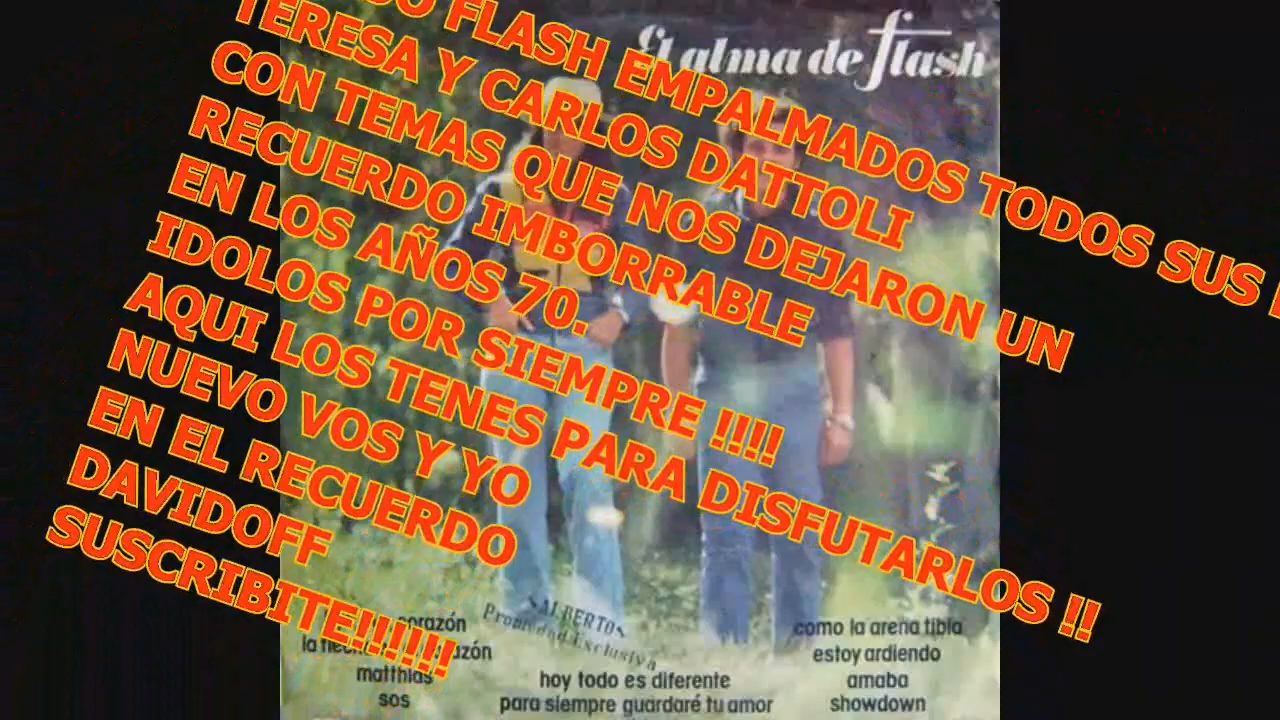 FLASH EMPALMADOS TODOS SUS
TERESA Y CARLOS DATTOLI
CON TEMAS QUE NOS DEJARON UN
RECUERDO IMBORRABLE
EN LOS AÑOS 70.
IDOLOS POR SIEMPRE !!!!
AQUI LOS TENES PARA DISFUTARLOS !!
NUEVO VOS Y YO
EN EL RECUERDO
DAVIDOFF
SUSCRIBITE!!!!!!
El alma de flash
SALBERTOS
Propiedad Exclusiva
corazón
la
matthias
sos
hoy todo es diferente
para siempre guardaré tu amor
como la arena tibia
estoy ardiendo
amaba
showdown